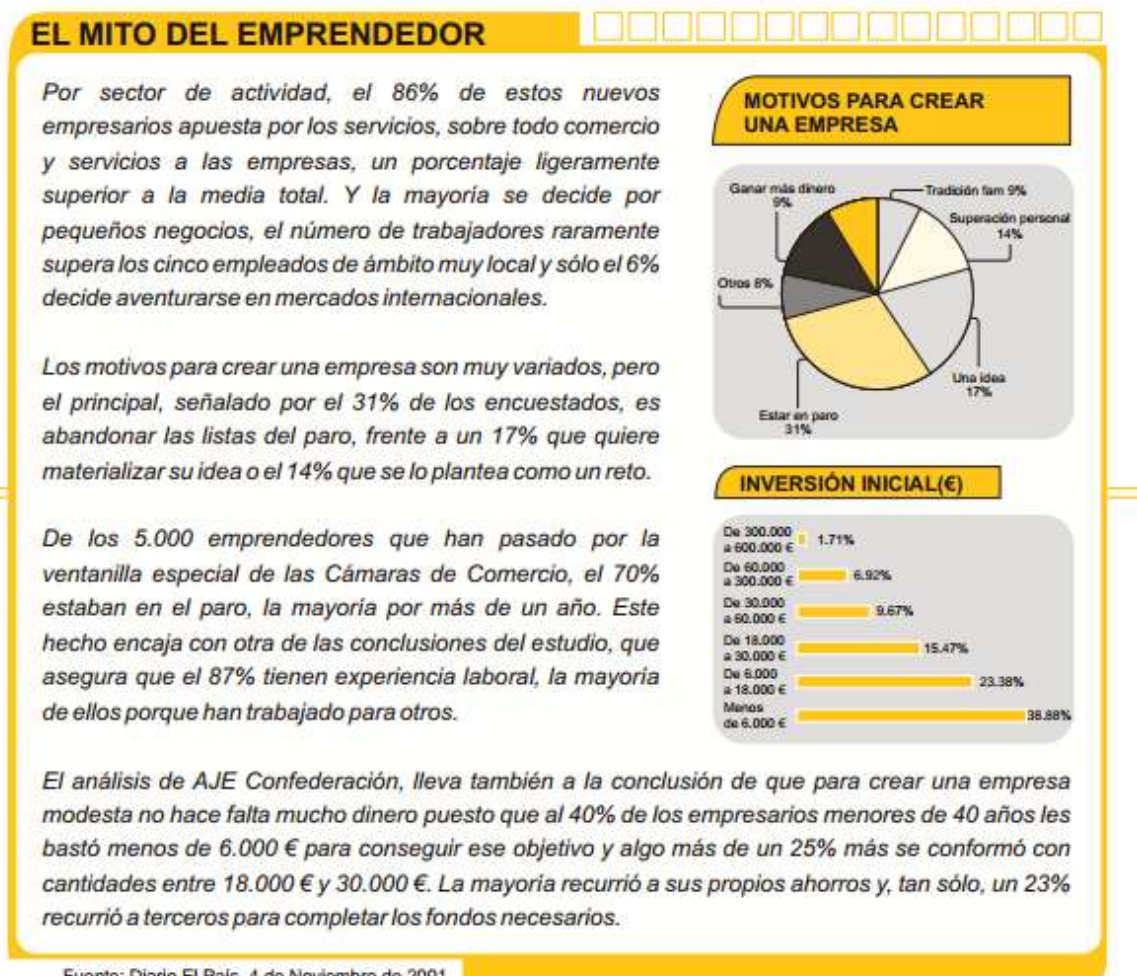 EL MITO DEL EMPRENDEDOR
Por sector de actividad, el 86% de estos nuevos
empresarios apuesta por los servicios, sobre todo comercio
y servicios a las empresas, un porcentaje ligeramente
superior a la media total. Y la mayoría se decide por
pequeños negocios, el número de trabajadores raramente
supera los cinco empleados de ámbito muy local y sólo el 6%
decide aventurarse en mercados internacionales.
Los motivos para crear una empresa son muy variados, pero
el principal, señalado por el 31% de los encuestados, es
abandonar las listas del paro, frente a un 17% que quiere
materializar su idea o el 14% que se lo plantea como un reto.
De los 5.000 emprendedores que han pasado por la
ventanilla especial de las Cámaras de Comercio, el 70%
estaban en el paro, la mayoría por más de un año. Este
hecho encaja con otra de las conclusiones del estudio, que
asegura que el 87% tienen experiencia laboral, la mayoría
de ellos porque han trabajado para otros.
MOTIVOS PARA CREAR
UNA EMPRESA
Ganar más dinero
9%
Tradición fam 9%
Superación personal
14%
Otros 8%
Una idea
17%
Estar en paro
31%
INVERSIÓN INICIAL(€)
De 300.000
a 600.000 €
1.71%
De 60.000
a 300.000 €
6.92%
De 30.000
a 60.000 €
9.67%
De 18.000
a 30.000 €
15.47%
De 6.000
a 18.000 €
23.38%
Menos
de 6.000 €
38.88%
El análisis de AJE Confederación, lleva también a la conclusión de que para crear una empresa
modesta no hace falta mucho dinero puesto que al 40% de los empresarios menores de 40 años les
bastó menos de 6.000 € para conseguir ese objetivo y algo más de un 25% más se conformó con
cantidades entre 18.000 € y 30.000 €. La mayoría recurrió a sus propios ahorros y, tan sólo, un 23%
recurrió a terceros para completar los fondos necesarios.
Fuente: Diario El País, 4 de Noviembre de 2001